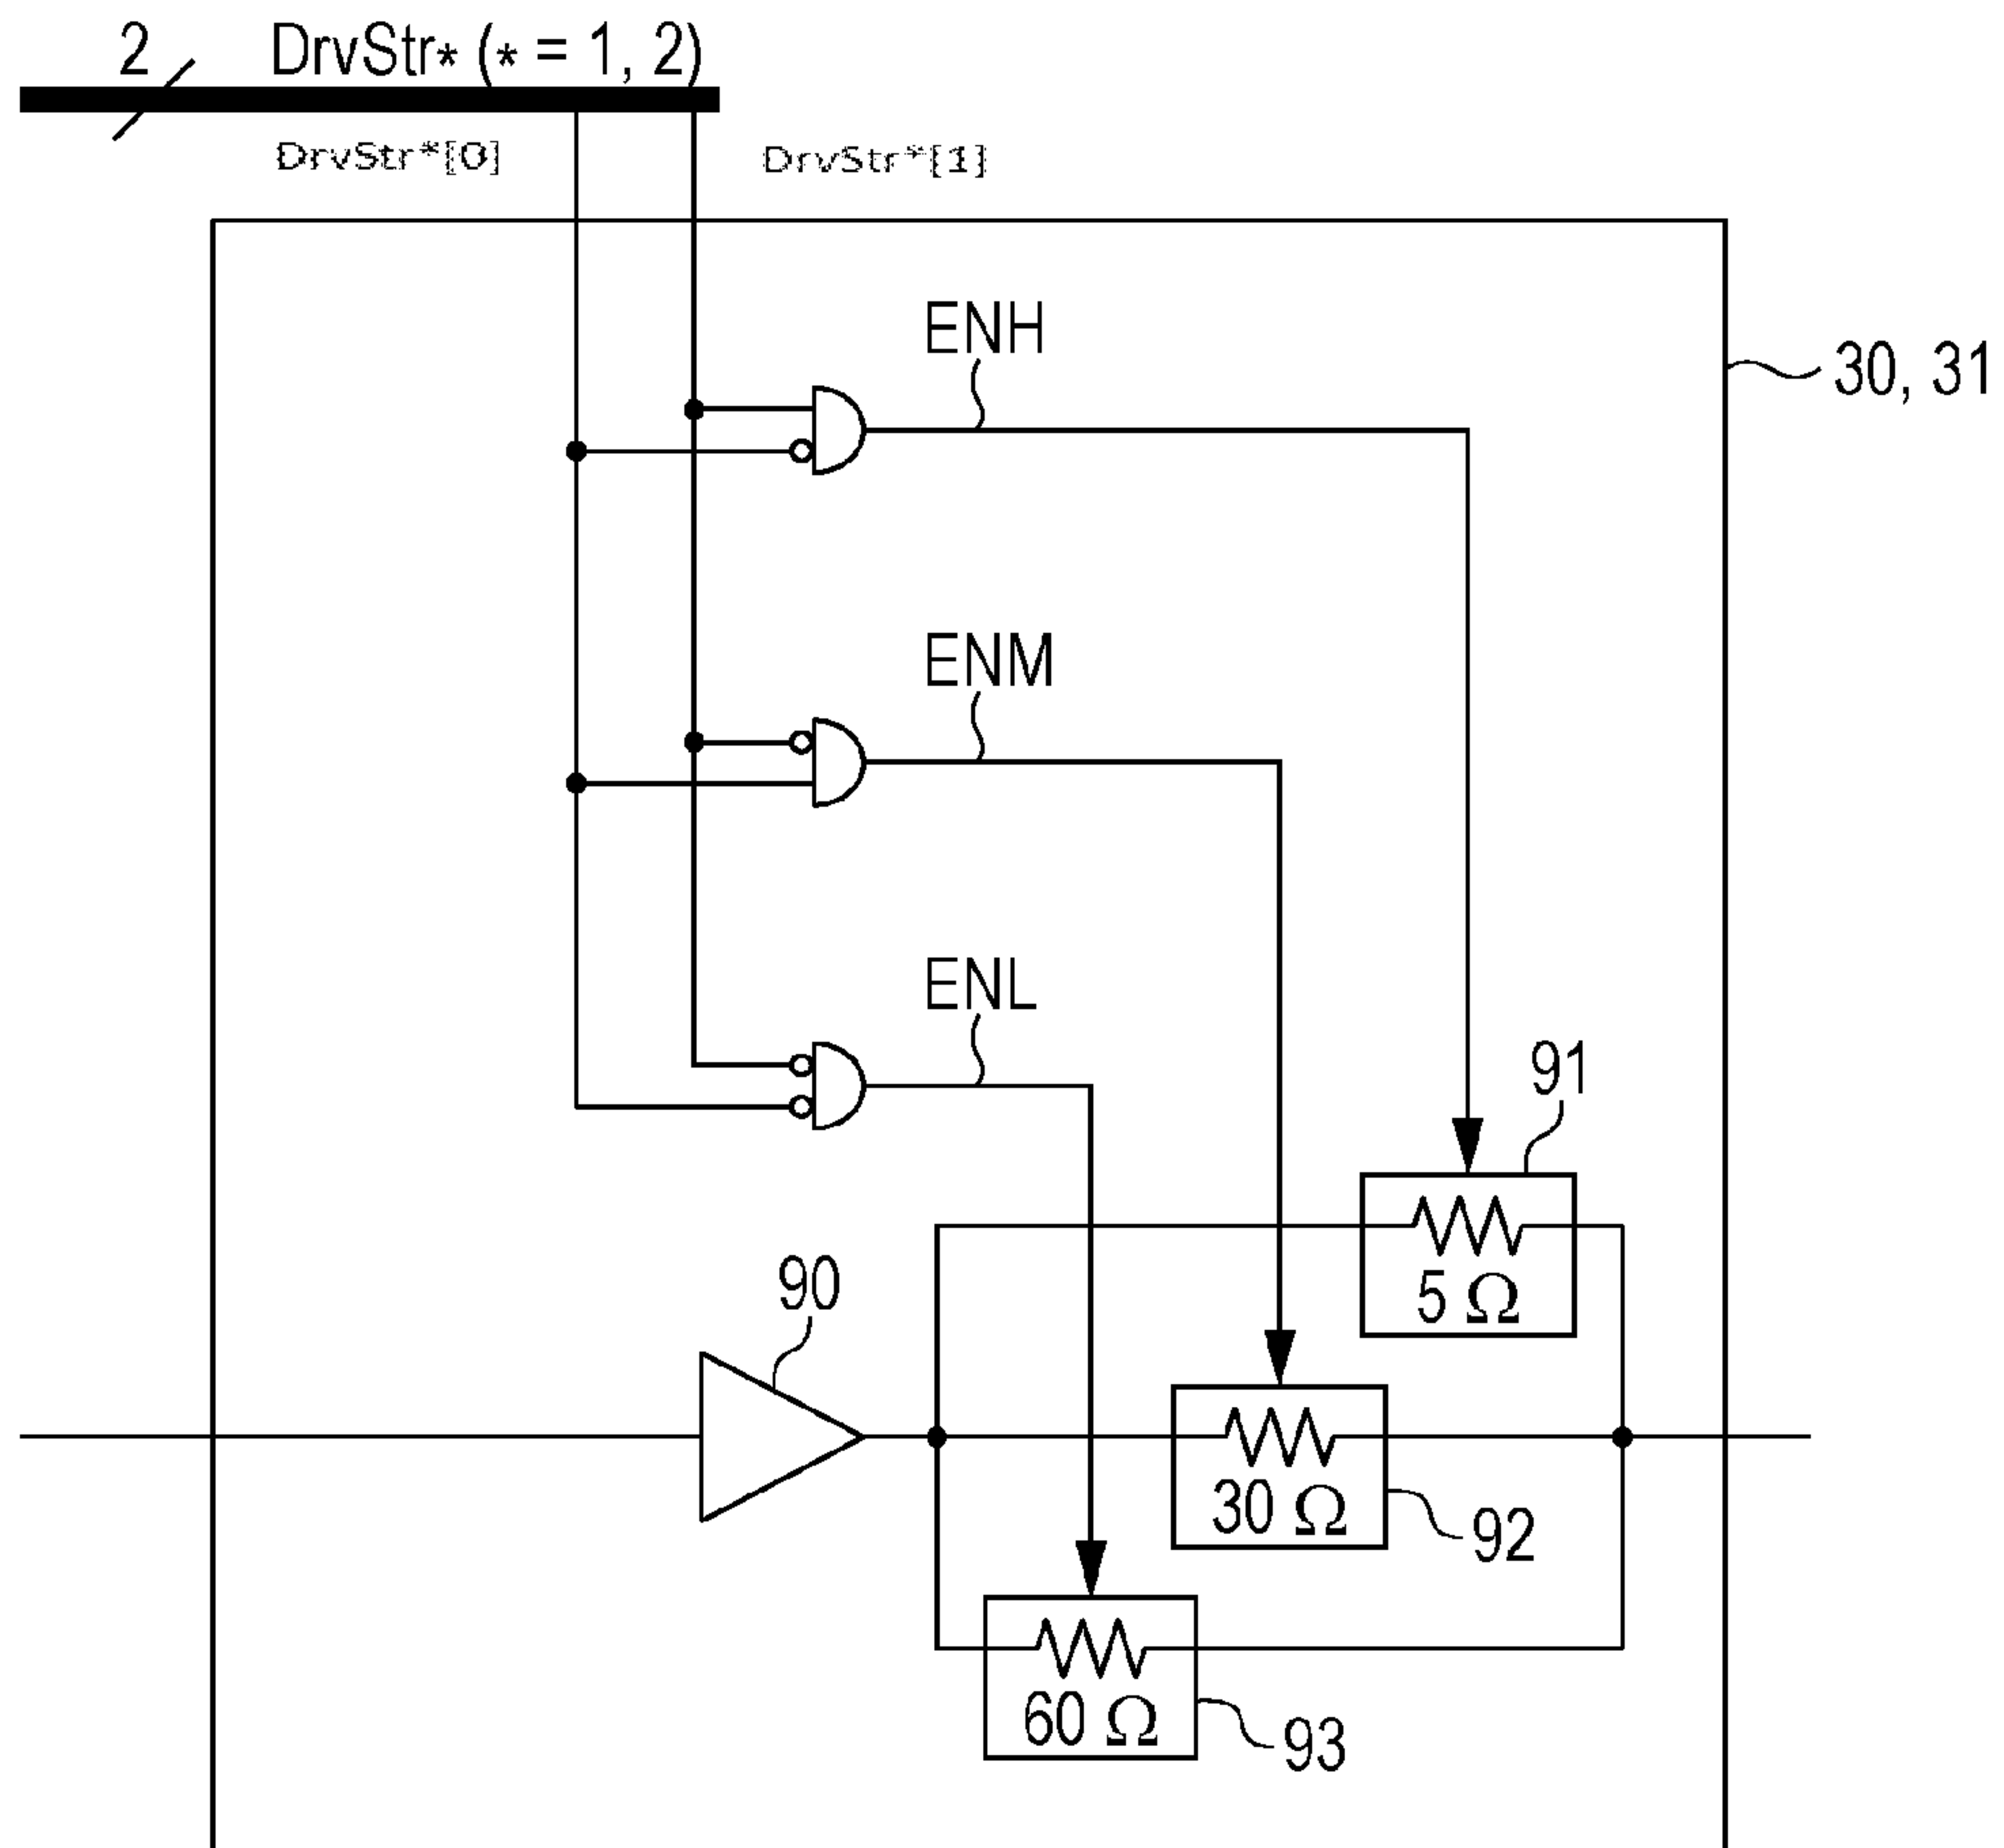 2 DrvStr* (* = 1, 2)
DrvStr*[0] DrvStr*[1]
ENH
30, 31
ENM
ENL
91
5 Ω
90
30 Ω
92
60 Ω
93